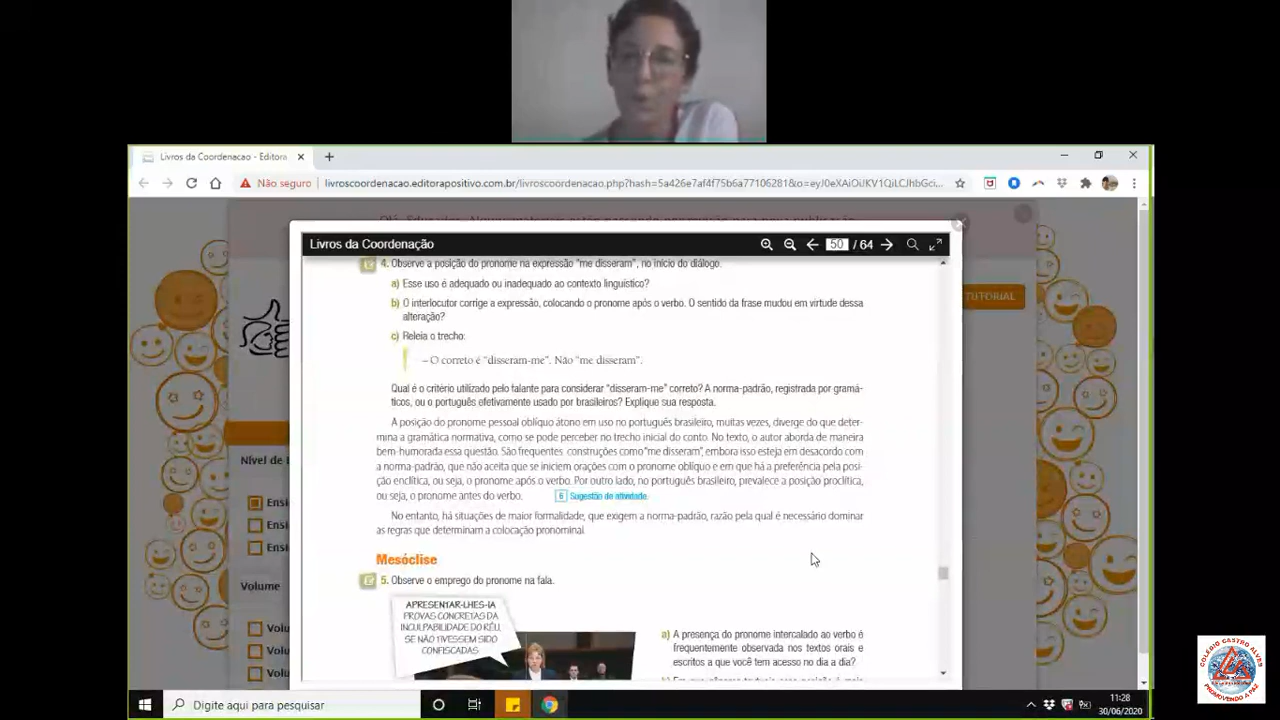 Livros da Coordenacao - Editora
Não seguro
livroscoordenacao.editorapositivo.com.br/livroscoordenacao.php?hash=5a426e7af4f75b6a77106281&o=eyJ0eXAiOiJKV1QiLCJhbGci...
Livros da Coordenação
50 / 64
TUTORIAL
4. Observe a posição do pronome na expressão “me disseram”, no início do diálogo.
a) Esse uso é adequado ou inadequado ao contexto linguístico?
b) O interlocutor corrige a expressão, colocando o pronome após o verbo. O sentido da frase mudou em virtude dessa
alteração?
c) Releia o trecho:
– O correto é “disseram-me”. Não “me disseram”.
Qual é o critério utilizado pelo falante para considerar “disseram-me” correto? A norma-padrão, registrada por gramá-
ticos, ou o português efetivamente usado por brasileiros? Explique sua resposta.
A posição do pronome pessoal oblíquo átono em uso no português brasileiro, muitas vezes, diverge do que deter-
mina a gramática normativa, como se pode perceber no trecho inicial do conto. No texto, o autor aborda de maneira
bem-humorada essa questão. São frequentes construções como “me disseram”, embora isso esteja em desacordo com
a norma-padrão, que não aceita que se iniciem orações com o pronome oblíquo e em que há a preferência pela posi-
ção enclítica, ou seja, o pronome após o verbo. Por outro lado, no português brasileiro, prevalece a posição proclítica,
ou seja, o pronome antes do verbo.
6 Sugestão de atividade
No entanto, há situações de maior formalidade, que exigem a norma-padrão, razão pela qual é necessário dominar
as regras que determinam a colocação pronominal.
Mesóclise
5. Observe o emprego do pronome na fala.
APRESENTAR-LHES-IA
PROVAS CONCRETAS DA
INCULPABILIDADE DO RÉU,
SE NÃO TIVESSEM SIDO
CONFISCADAS.
a) A presença do pronome intercalado ao verbo é
frequentemente observada nos textos orais e
escritos a que você tem acesso no dia a dia?
Nível de
Ensi
Ensi
Ensi
Volume
Volu
Volu
Volu
Digite aqui para pesquisar
11:28
30/06/2020
COLÉGIO CASTRO ALVES
PROMOVENDO A PAZ